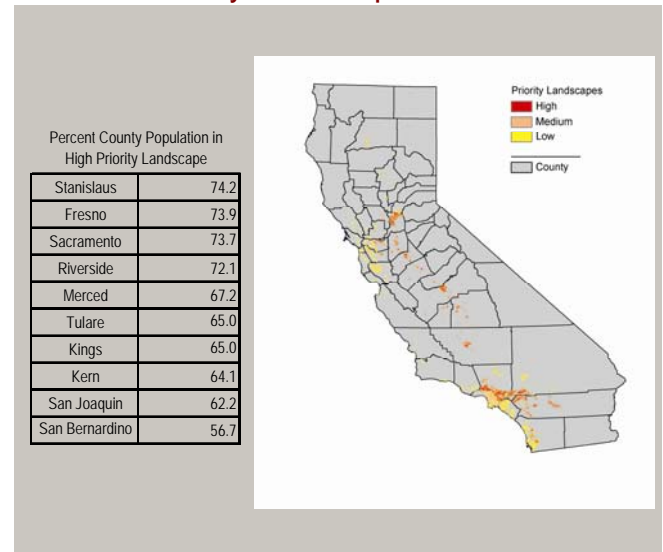 Percent County Population in
High Priority Landscape
Stanislaus 74.2
Fresno 73.9
Sacramento 73.7
Riverside 72.1
Merced 67.2
Tulare 65.0
Kings 65.0
Kern 64.1
San Joaquin 62.2
San Bernardino 56.7
Priority Landscapes
High
Medium
Low
County